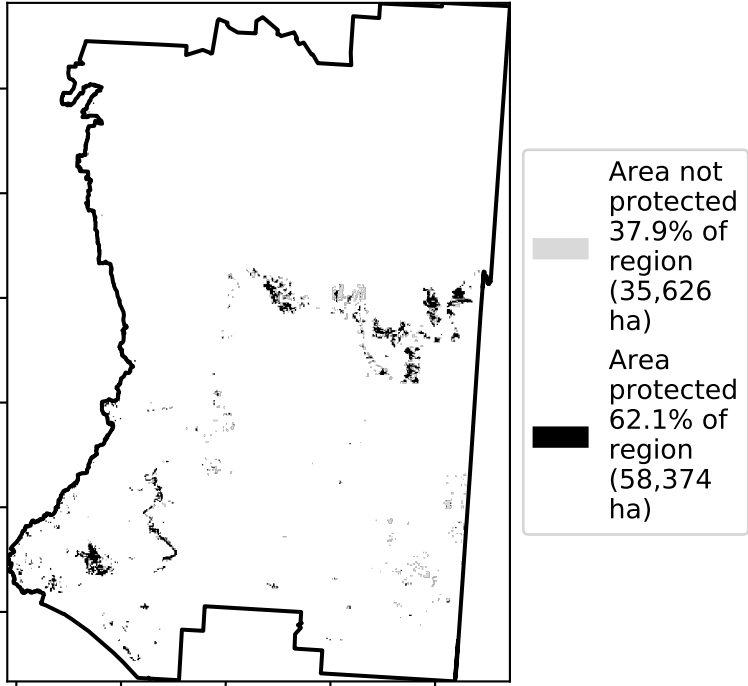 Area not
protected
37.9% of
region
(35,626
ha)
Area
protected
62.1% of
region
(58,374
ha)